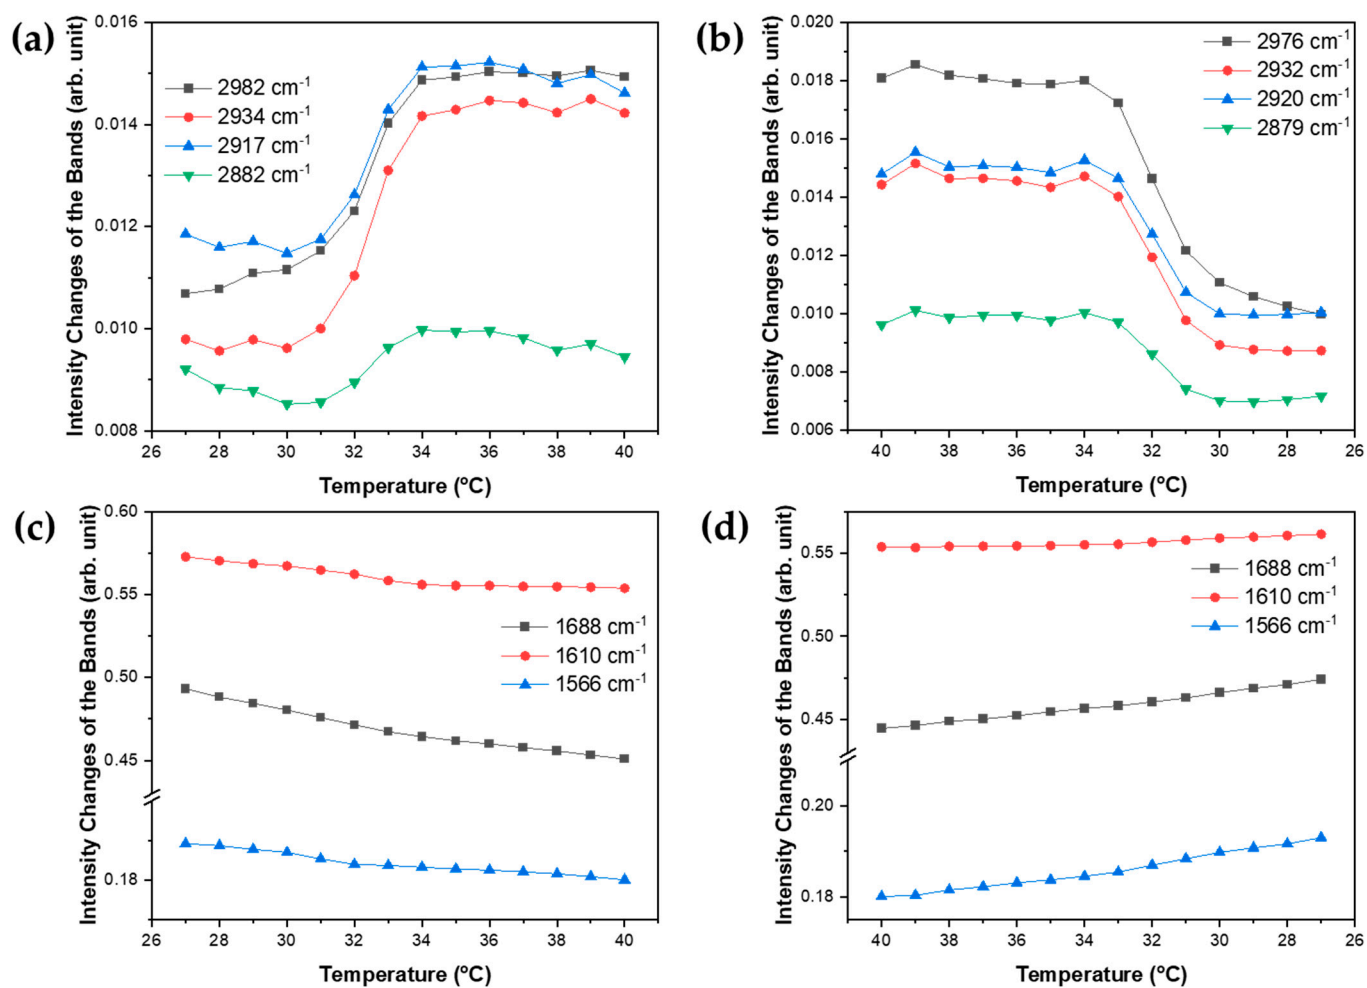 (a)
Intensity Changes of the Bands (arb. unit)
0.016
0.014
0.012
0.010
0.008
2982 cm⁻¹
2934 cm⁻¹
2917 cm⁻¹
2882 cm⁻¹
26 28 30 32 34 36 38 40
Temperature (ºC)
(b)
Intensity Changes of the Bands (arb. unit)
0.020
0.018
0.016
0.014
0.012
0.010
0.008
0.006
2976 cm⁻¹
2932 cm⁻¹
2920 cm⁻¹
2879 cm⁻¹
40 38 36 34 32 30 28 26
Temperature (ºC)
(c)
Intensity Changes of the Bands (arb. unit)
0.60
0.55
0.50
0.45
0.18
1688 cm⁻¹
1610 cm⁻¹
1566 cm⁻¹
26 28 30 32 34 36 38 40
Temperature (ºC)
(d)
Intensity Changes of the Bands (arb. unit)
0.55
0.50
0.45
0.20
0.18
1688 cm⁻¹
1610 cm⁻¹
1566 cm⁻¹
40 38 36 34 32 30 28 26
Temperature (ºC)